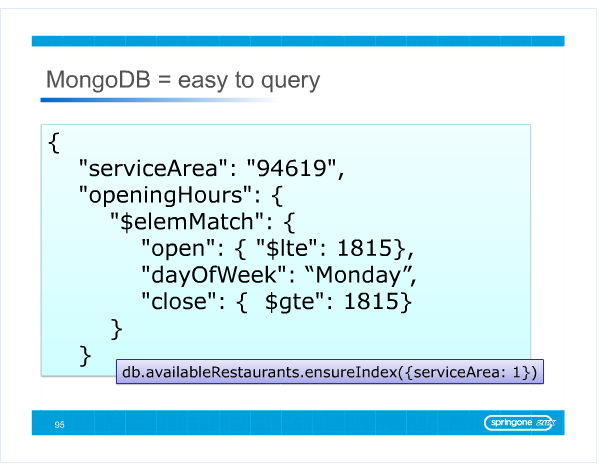 MongoDB = easy to query
{
"serviceArea": "94619",
"openingHours": {
"$elemMatch": {
"open": { "$lte": 1815},
"dayOfWeek": “Monday”,
"close": {  $gte": 1815}
}
}
db.availableRestaurants.ensureIndex({serviceArea: 1})
95
springone